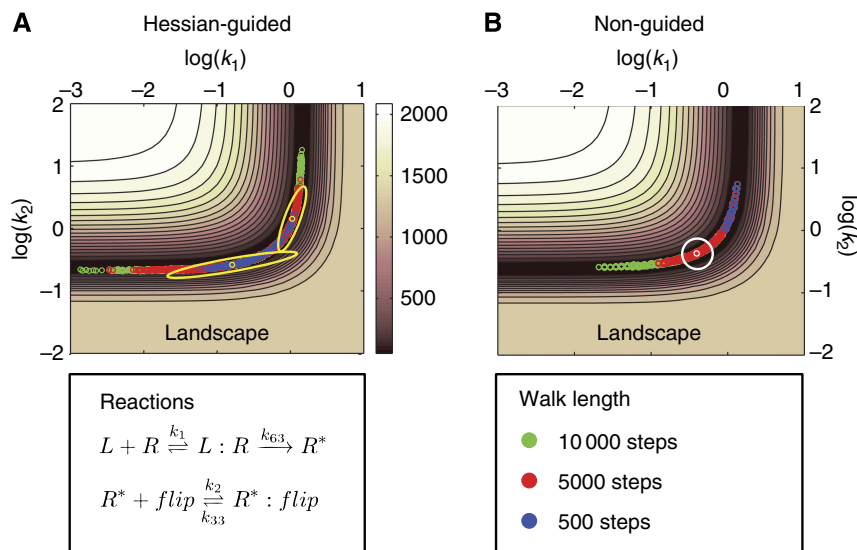 A
Hessian-guided
log(k₁)
−3 −2 −1 0 1
2
1
0
−1
−2
log(k₂)
Landscape
2000
1500
1000
500
B
Non-guided
log(k₁)
−3 −2 −1 0 1
2
1
0
−1
−2
log(k₂)
Landscape
Reactions
L + R ⇌ L : R → R*
k₁ k₆₃
R* + flip ⇌ R* : flip
k₂
k₃₃
Walk length
10 000 steps
5000 steps
500 steps